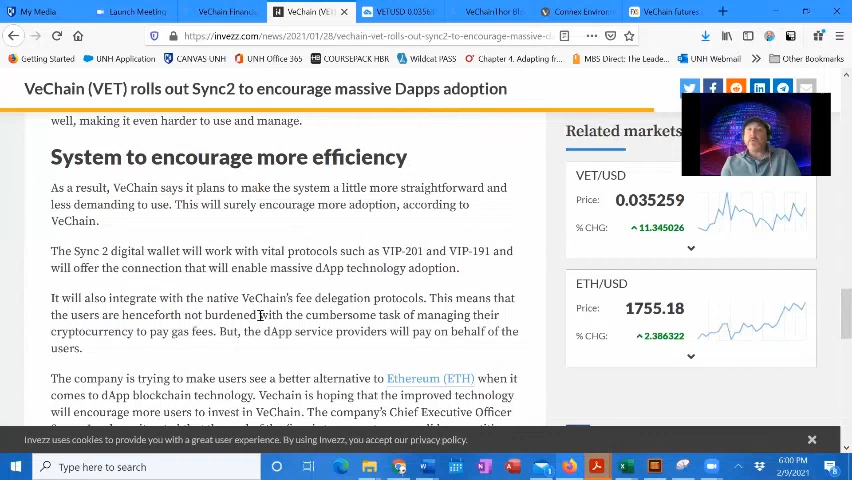 My Media
Launch Meeting
VeChain Financia
VeChain (VET)
VETUSD 0.0356
VeChainThor Blo
Connex Environ
VeChain futures
https://invezz.com/news/2021/01/28/vechain-vet-rolls-out-sync2-to-encourage-massive-d
Getting Started
UNH Application
CANVAS UNH
UNH Office 365
COURSEPACK HBR
Wildcat PASS
Chapter 4. Adapting fr...
MBS Direct: The Leade...
UNH Webmail
Other Bookmarks
VeChain (VET) rolls out Sync2 to encourage massive Dapps adoption
well, making it even harder to use and manage.
System to encourage more efficiency
As a result, VeChain says it plans to make the system a little more straightforward and
less demanding to use. This will surely encourage more adoption, according to
VeChain.
The Sync 2 digital wallet will work with vital protocols such as VIP-201 and VIP-191 and
will offer the connection that will enable massive dApp technology adoption.
It will also integrate with the native VeChain's fee delegation protocols. This means that
the users are henceforth not burdened with the cumbersome task of managing their
cryptocurrency to pay gas fees. But, the dApp service providers will pay on behalf of the
users.
The company is trying to make users see a better alternative to Ethereum (ETH) when it
comes to dApp blockchain technology. Vechain is hoping that the improved technology
will encourage more users to invest in VeChain. The company's Chief Executive Officer
Related markets
VET/USD
Price: 0.035259
% CHG: 11.345026
ETH/USD
Price: 1755.18
% CHG: 2.386322
Invezz uses cookies to provide you with a great user experience. By using Invezz, you accept our privacy policy.
Type here to search
6:00 PM
2/9/2021